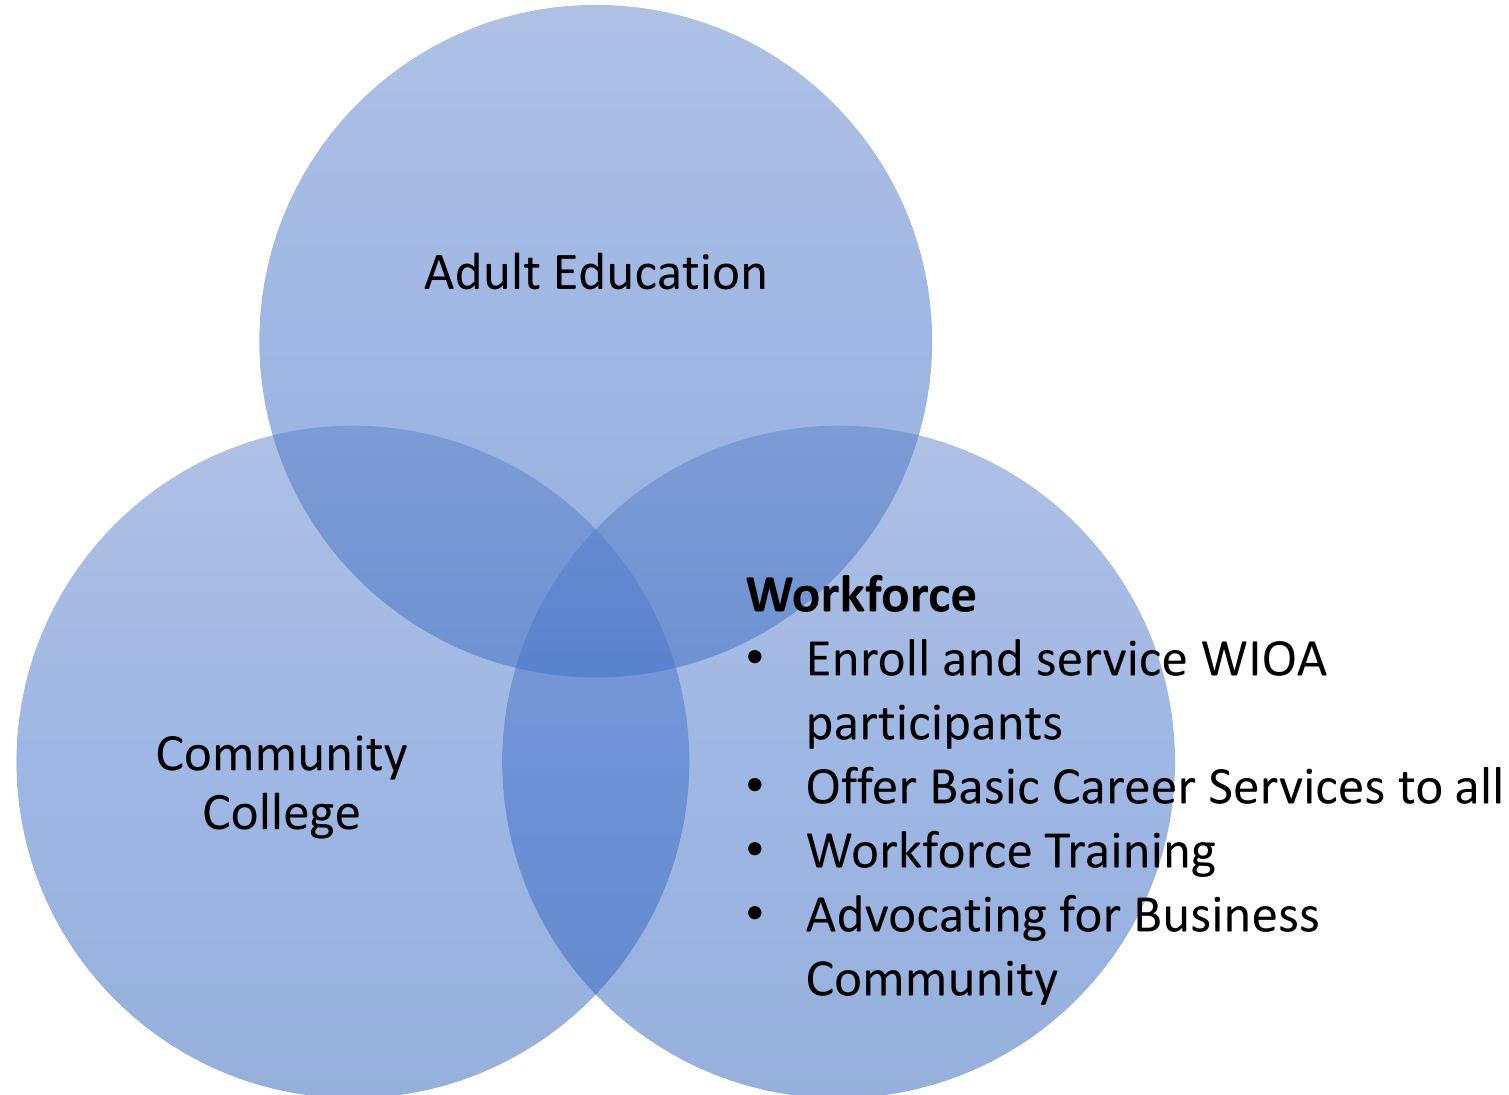 Adult Education
Community
College
Workforce
• Enroll and service WIOA
participants
• Offer Basic Career Services to all
• Workforce Training
• Advocating for Business
Community